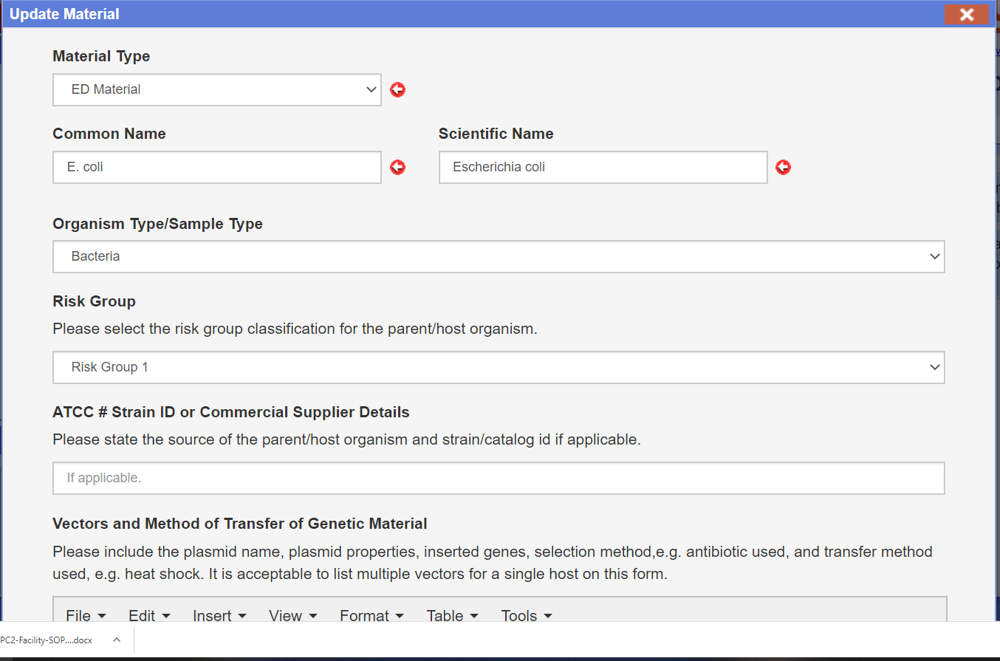 Update Material
Material Type
ED Material
Common Name
Scientific Name
E. coli
Escherichia coli
Organism Type/Sample Type
Bacteria
Risk Group
Please select the risk group classification for the parent/host organism.
Risk Group 1
ATCC # Strain ID or Commercial Supplier Details
Please state the source of the parent/host organism and strain/catalog id if applicable.
If applicable.
Vectors and Method of Transfer of Genetic Material
Please include the plasmid name, plasmid properties, inserted genes, selection method,e.g. antibiotic used, and transfer method
used, e.g. heat shock. It is acceptable to list multiple vectors for a single host on this form.
File Edit Insert View Format Table Tools
PC2-Facility-SOP....docx